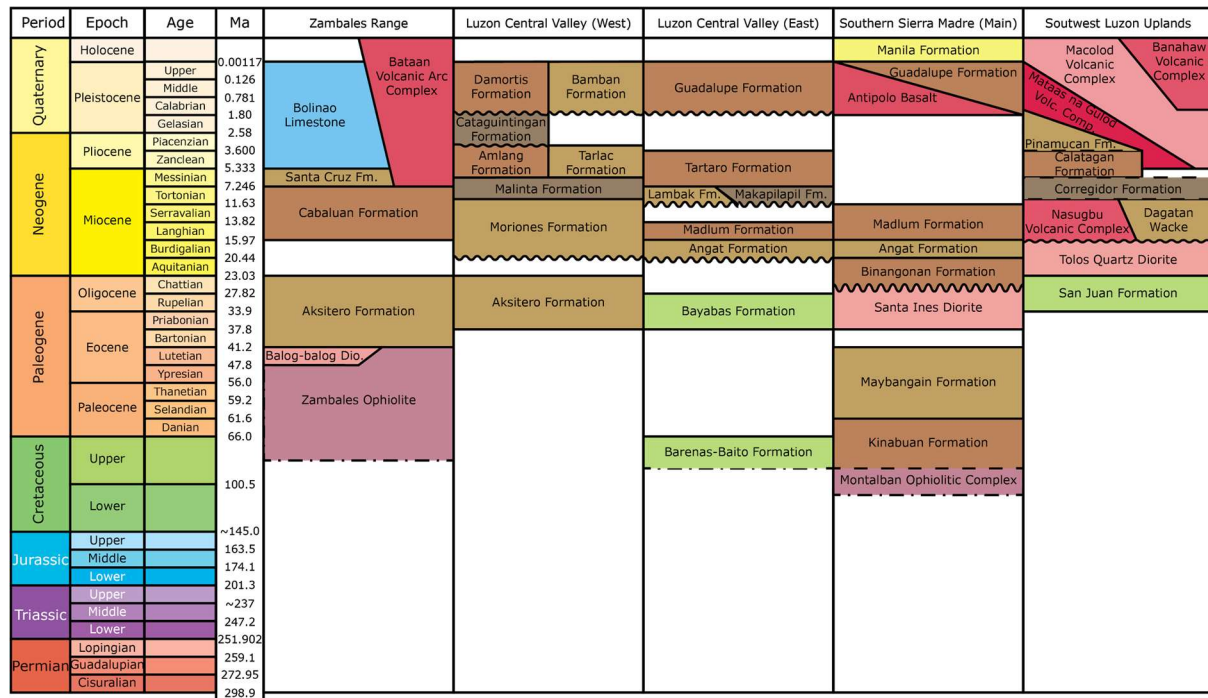 Period Epoch Age Ma Zambales Range Luzon Central Valley (West) Luzon Central Valley (East) Southern Sierra Madre (Main) Soutwest Luzon Uplands
Quaternary
Neogene
Paleogene
Cretaceous
Jurassic
Triassic
Permian
Holocene
Pleistocene
Pliocene
Miocene
Oligocene
Eocene
Paleocene
Upper
Lower
Upper
Middle
Lower
Upper
Middle
Lower
Lopingian
Guadalupian
Cisuralian
Upper
Middle
Calabrian
Gelasian
Piacenzian
Zanclean
Messinian
Tortonian
Serravalian
Langhian
Burdigalian
Aquitanian
Chattian
Rupelian
Priabonian
Bartonian
Lutetian
Ypresian
Thanetian
Selandian
Danian
0.00117
0.126
0.781
1.80
2.58
3.600
5.333
7.246
11.63
13.82
15.97
20.44
23.03
27.82
33.9
37.8
41.2
47.8
56.0
59.2
61.6
66.0
100.5
~145.0
163.5
174.1
201.3
~237
247.2
251.902
259.1
272.95
298.9
Bolinao
Limestone
Bataan
Volcanic Arc
Complex
Santa Cruz Fm.
Cabaluan Formation
Aksitero Formation
Balog-balog Dio.
Zambales Ophiolite
Damortis
Formation
Bamban
Formation
Cataguintingan
Formation
Amlang
Formation
Tarlac
Formation
Malinta Formation
Moriones Formation
Aksitero Formation
Guadalupe Formation
Tartaro Formation
Lambak Fm.
Makapilapil Fm.
Madlum Formation
Angat Formation
Bayabas Formation
Barenas-Baito Formation
Manila Formation
Guadalupe Formation
Antipolo Basalt
Madlum Formation
Angat Formation
Binangonan Formation
Santa Ines Diorite
Maybangain Formation
Kinabuan Formation
Montalban Ophiolitic Complex
Macolod
Volcanic
Complex
Banahaw
Volcanic
Complex
Mataas na Gulod
Volc. Comp.
Pinamucan Fm.
Calatagan
Formation
Corregidor Formation
Nasugbu
Volcanic Complex
Dagatan
Wacke
Tolos Quartz Diorite
San Juan Formation